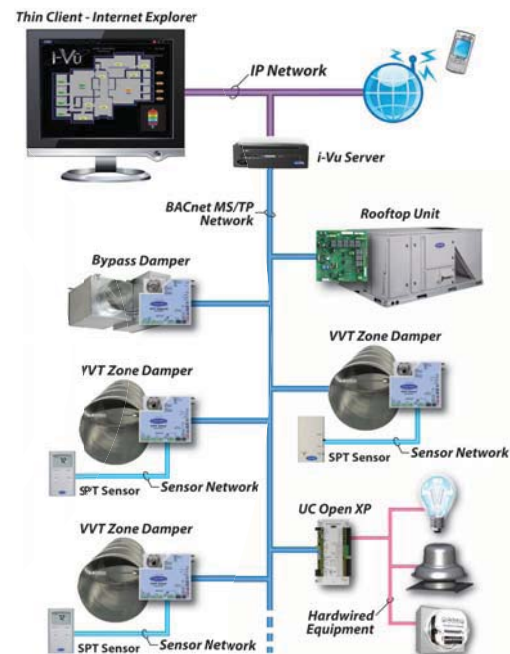 Thin Client - Internet Explorer
i-Vu
IP Network
i-Vu Server
BACnet MS/TP
Network
Rooftop Unit
Bypass Damper
VVT Zone Damper
VVT Zone Damper
SPT Sensor
Sensor Network
SPT Sensor
Sensor Network
UC Open XP
VVT Zone Damper
Hardwired
Equipment
SPT Sensor
Sensor Network